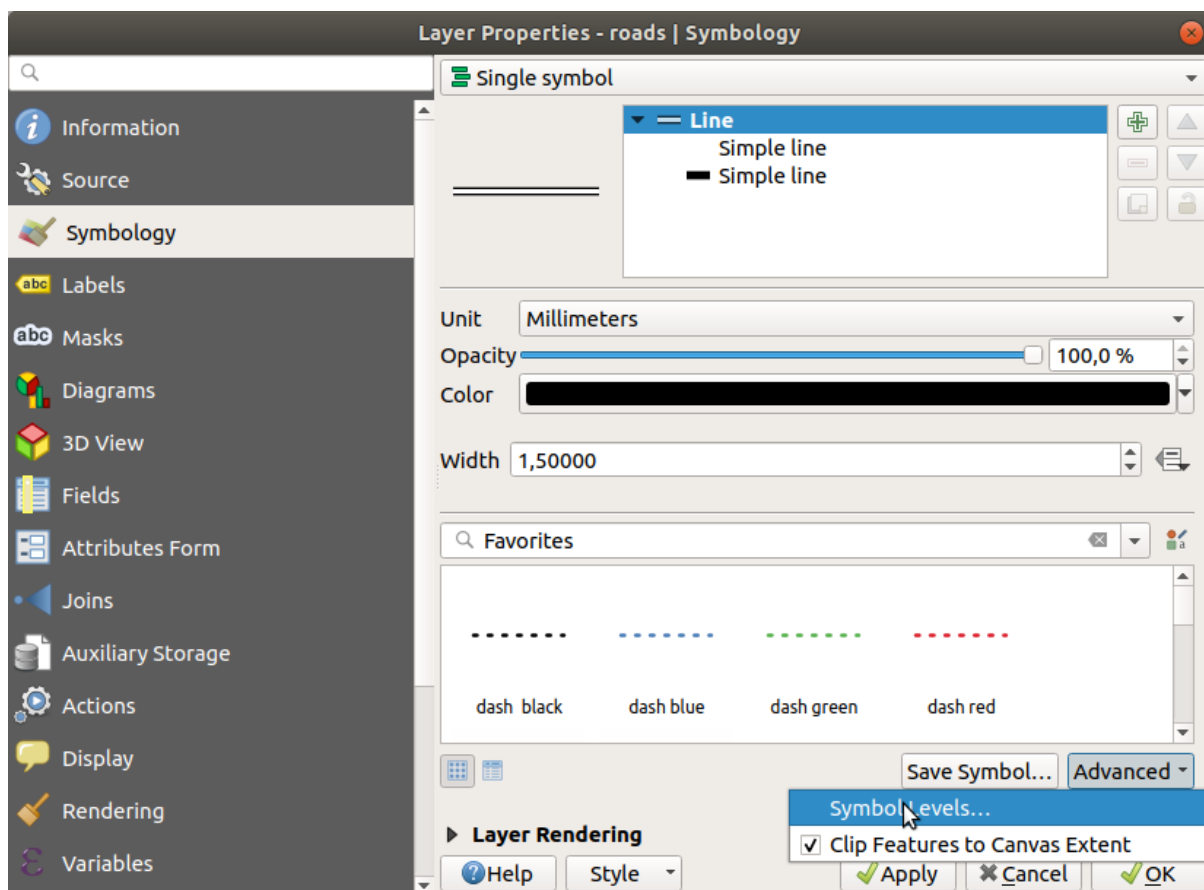 Layer Properties - roads | Symbology
Information
Source
Symbology
abc Labels
abc Masks
Diagrams
3D View
Fields
Attributes Form
Joins
Auxiliary Storage
Actions
Display
Rendering
Variables
Single symbol
Line
Simple line
Simple line
Unit Millimeters
Opacity 100,0 %
Color
Width 1,50000
Favorites
dash  black dash blue dash green dash red
Save Symbol... Advanced
Symbol Levels...
Clip Features to Canvas Extent
Layer Rendering
Help Style Apply Cancel OK